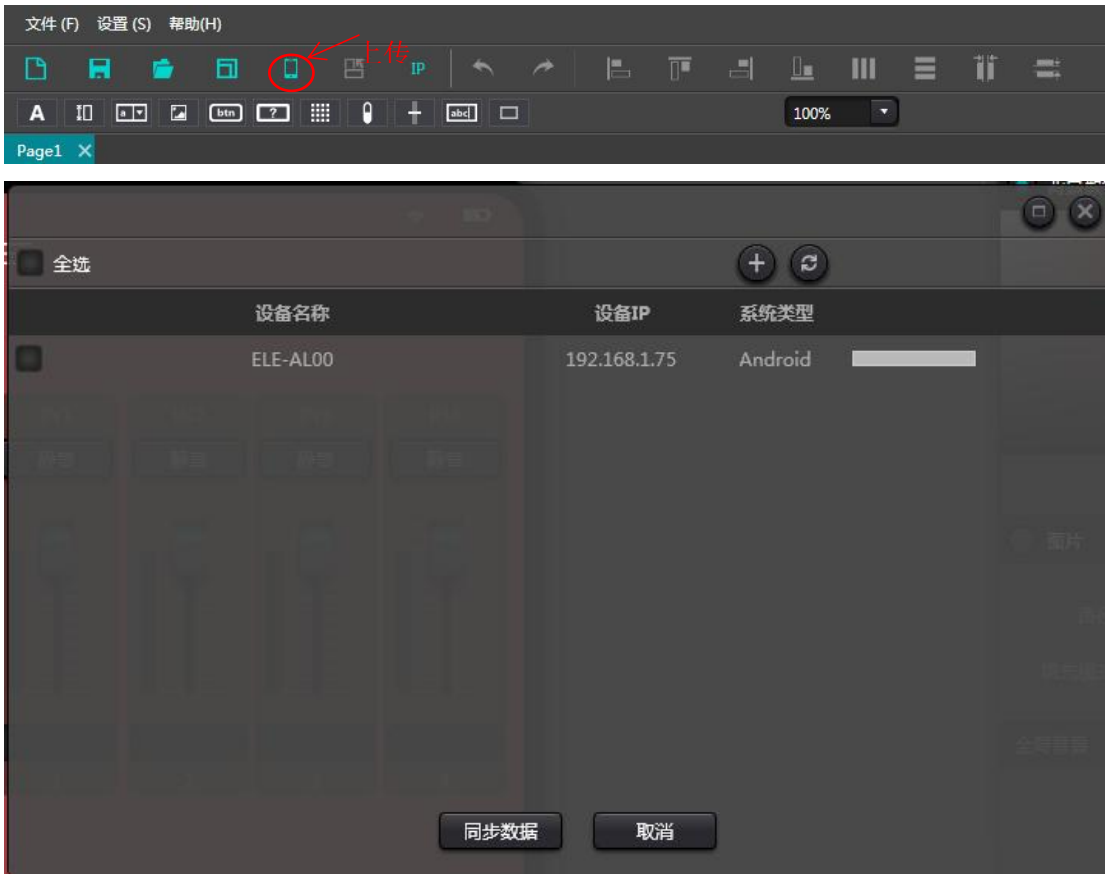 文件 (F) 设置 (S) 帮助(H)
上传
IP
A a btn ? abc 100%
Page1
全选
设备名称 设备IP 系统类型
ELE-AL00 192.168.1.75 Android
图片
同步数据 取消